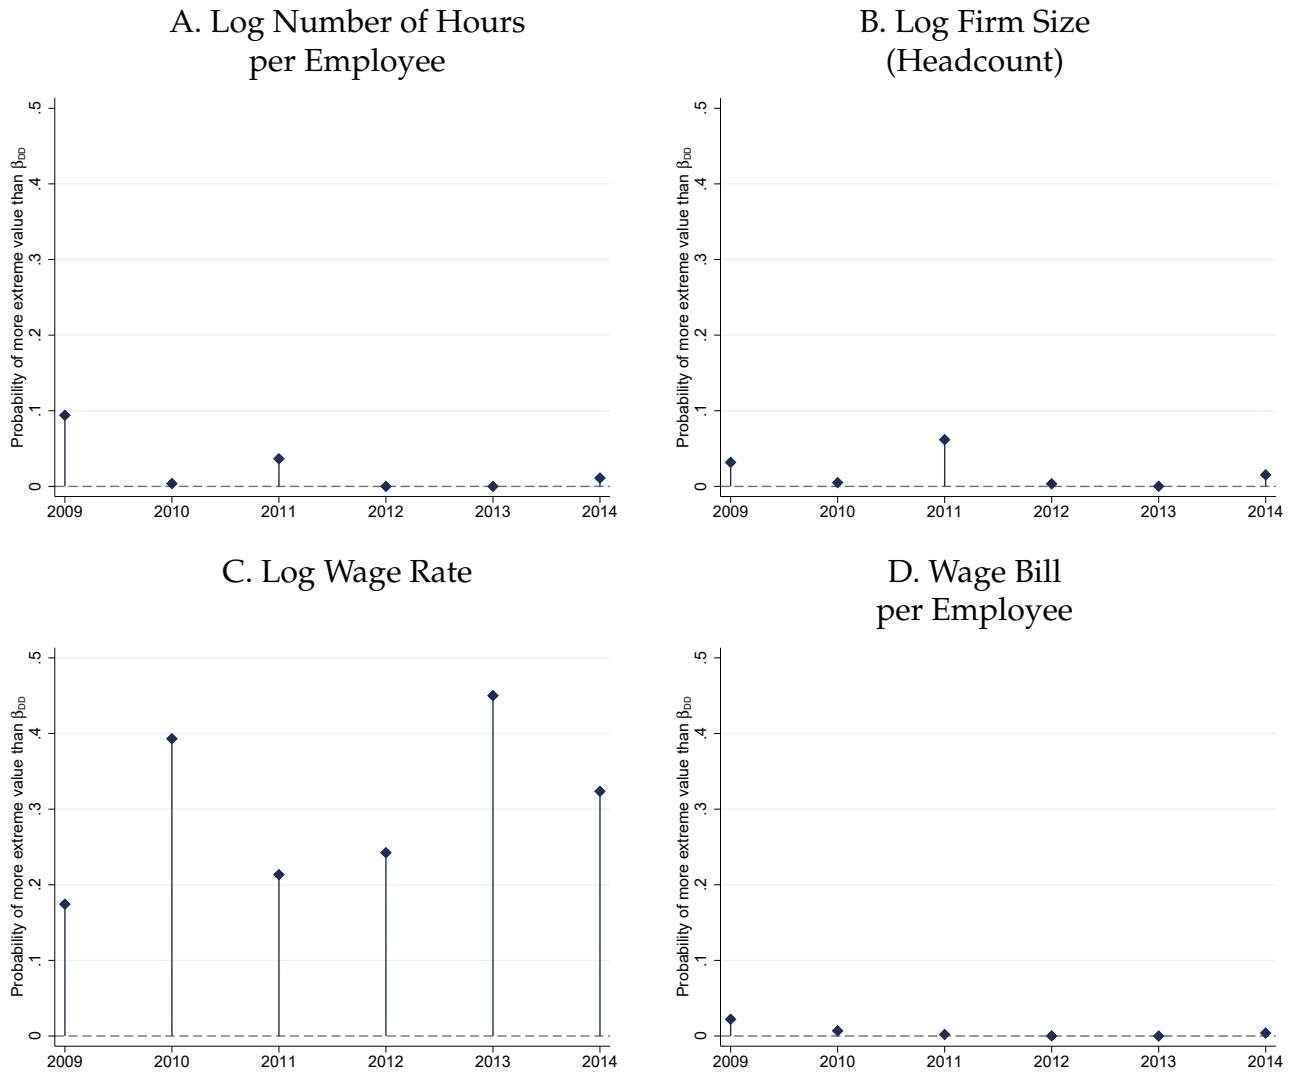 A. Log Number of Hours
per Employee
Probability of more extreme value than βDD
.5
.4
.3
.2
.1
0
2009 2010 2011 2012 2013 2014
B. Log Firm Size
(Headcount)
Probability of more extreme value than βDD
.5
.4
.3
.2
.1
0
2009 2010 2011 2012 2013 2014
C. Log Wage Rate
Probability of more extreme value than βDD
.5
.4
.3
.2
.1
0
2009 2010 2011 2012 2013 2014
D. Wage Bill
per Employee
Probability of more extreme value than βDD
.5
.4
.3
.2
.1
0
2009 2010 2011 2012 2013 2014